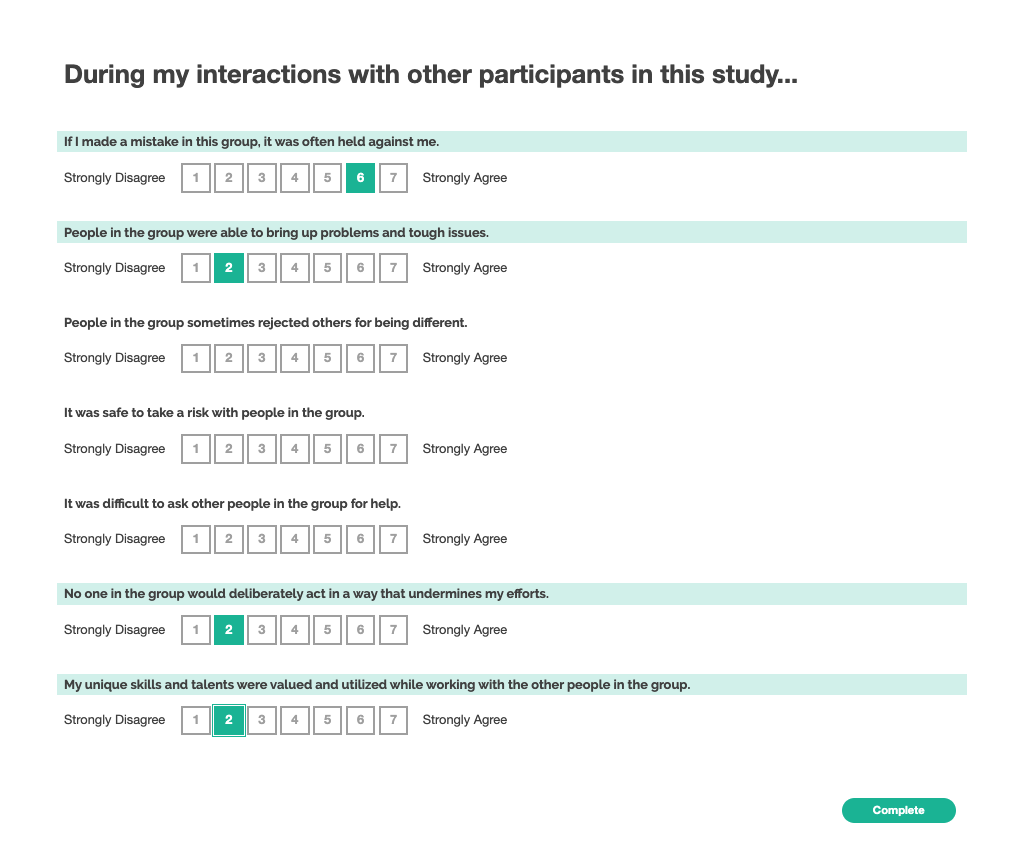 During my interactions with other participants in this study...
If I made a mistake in this group, it was often held against me.
Strongly Disagree 1 2 3 4 5 6 7 Strongly Agree
People in the group were able to bring up problems and tough issues.
Strongly Disagree 1 2 3 4 5 6 7 Strongly Agree
People in the group sometimes rejected others for being different.
Strongly Disagree 1 2 3 4 5 6 7 Strongly Agree
It was safe to take a risk with people in the group.
Strongly Disagree 1 2 3 4 5 6 7 Strongly Agree
It was difficult to ask other people in the group for help.
Strongly Disagree 1 2 3 4 5 6 7 Strongly Agree
No one in the group would deliberately act in a way that undermines my efforts.
Strongly Disagree 1 2 3 4 5 6 7 Strongly Agree
My unique skills and talents were valued and utilized while working with the other people in the group.
Strongly Disagree 1 2 3 4 5 6 7 Strongly Agree
Complete